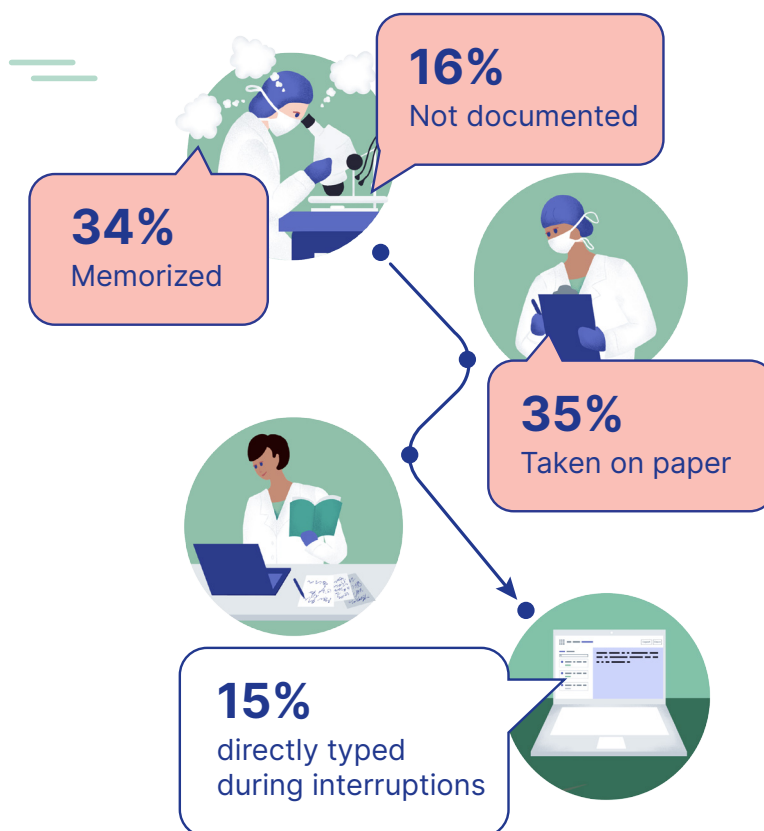 16%
Not documented
34%
Memorized
35%
Taken on paper
15%
directly typed
during interruptions